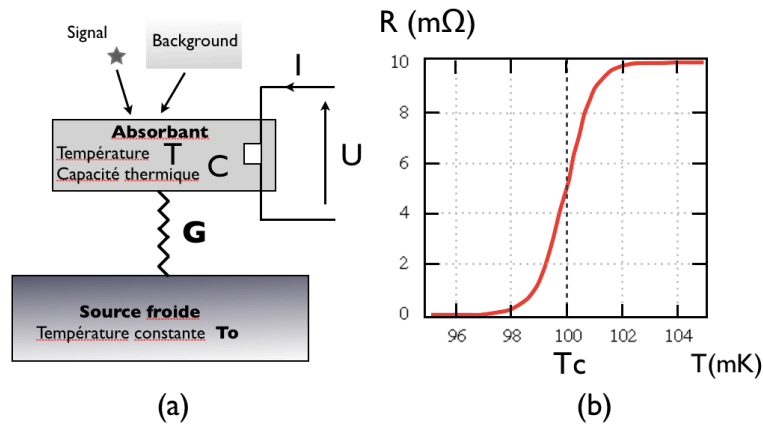 Signal
Background
I
Absorbant
Température T
Capacité thermique C
U
G
Source froide
Température constante To
(a)
R (mΩ)
10
8
6
4
2
0
96 98 100 102 104
Tc T(mK)
(b)